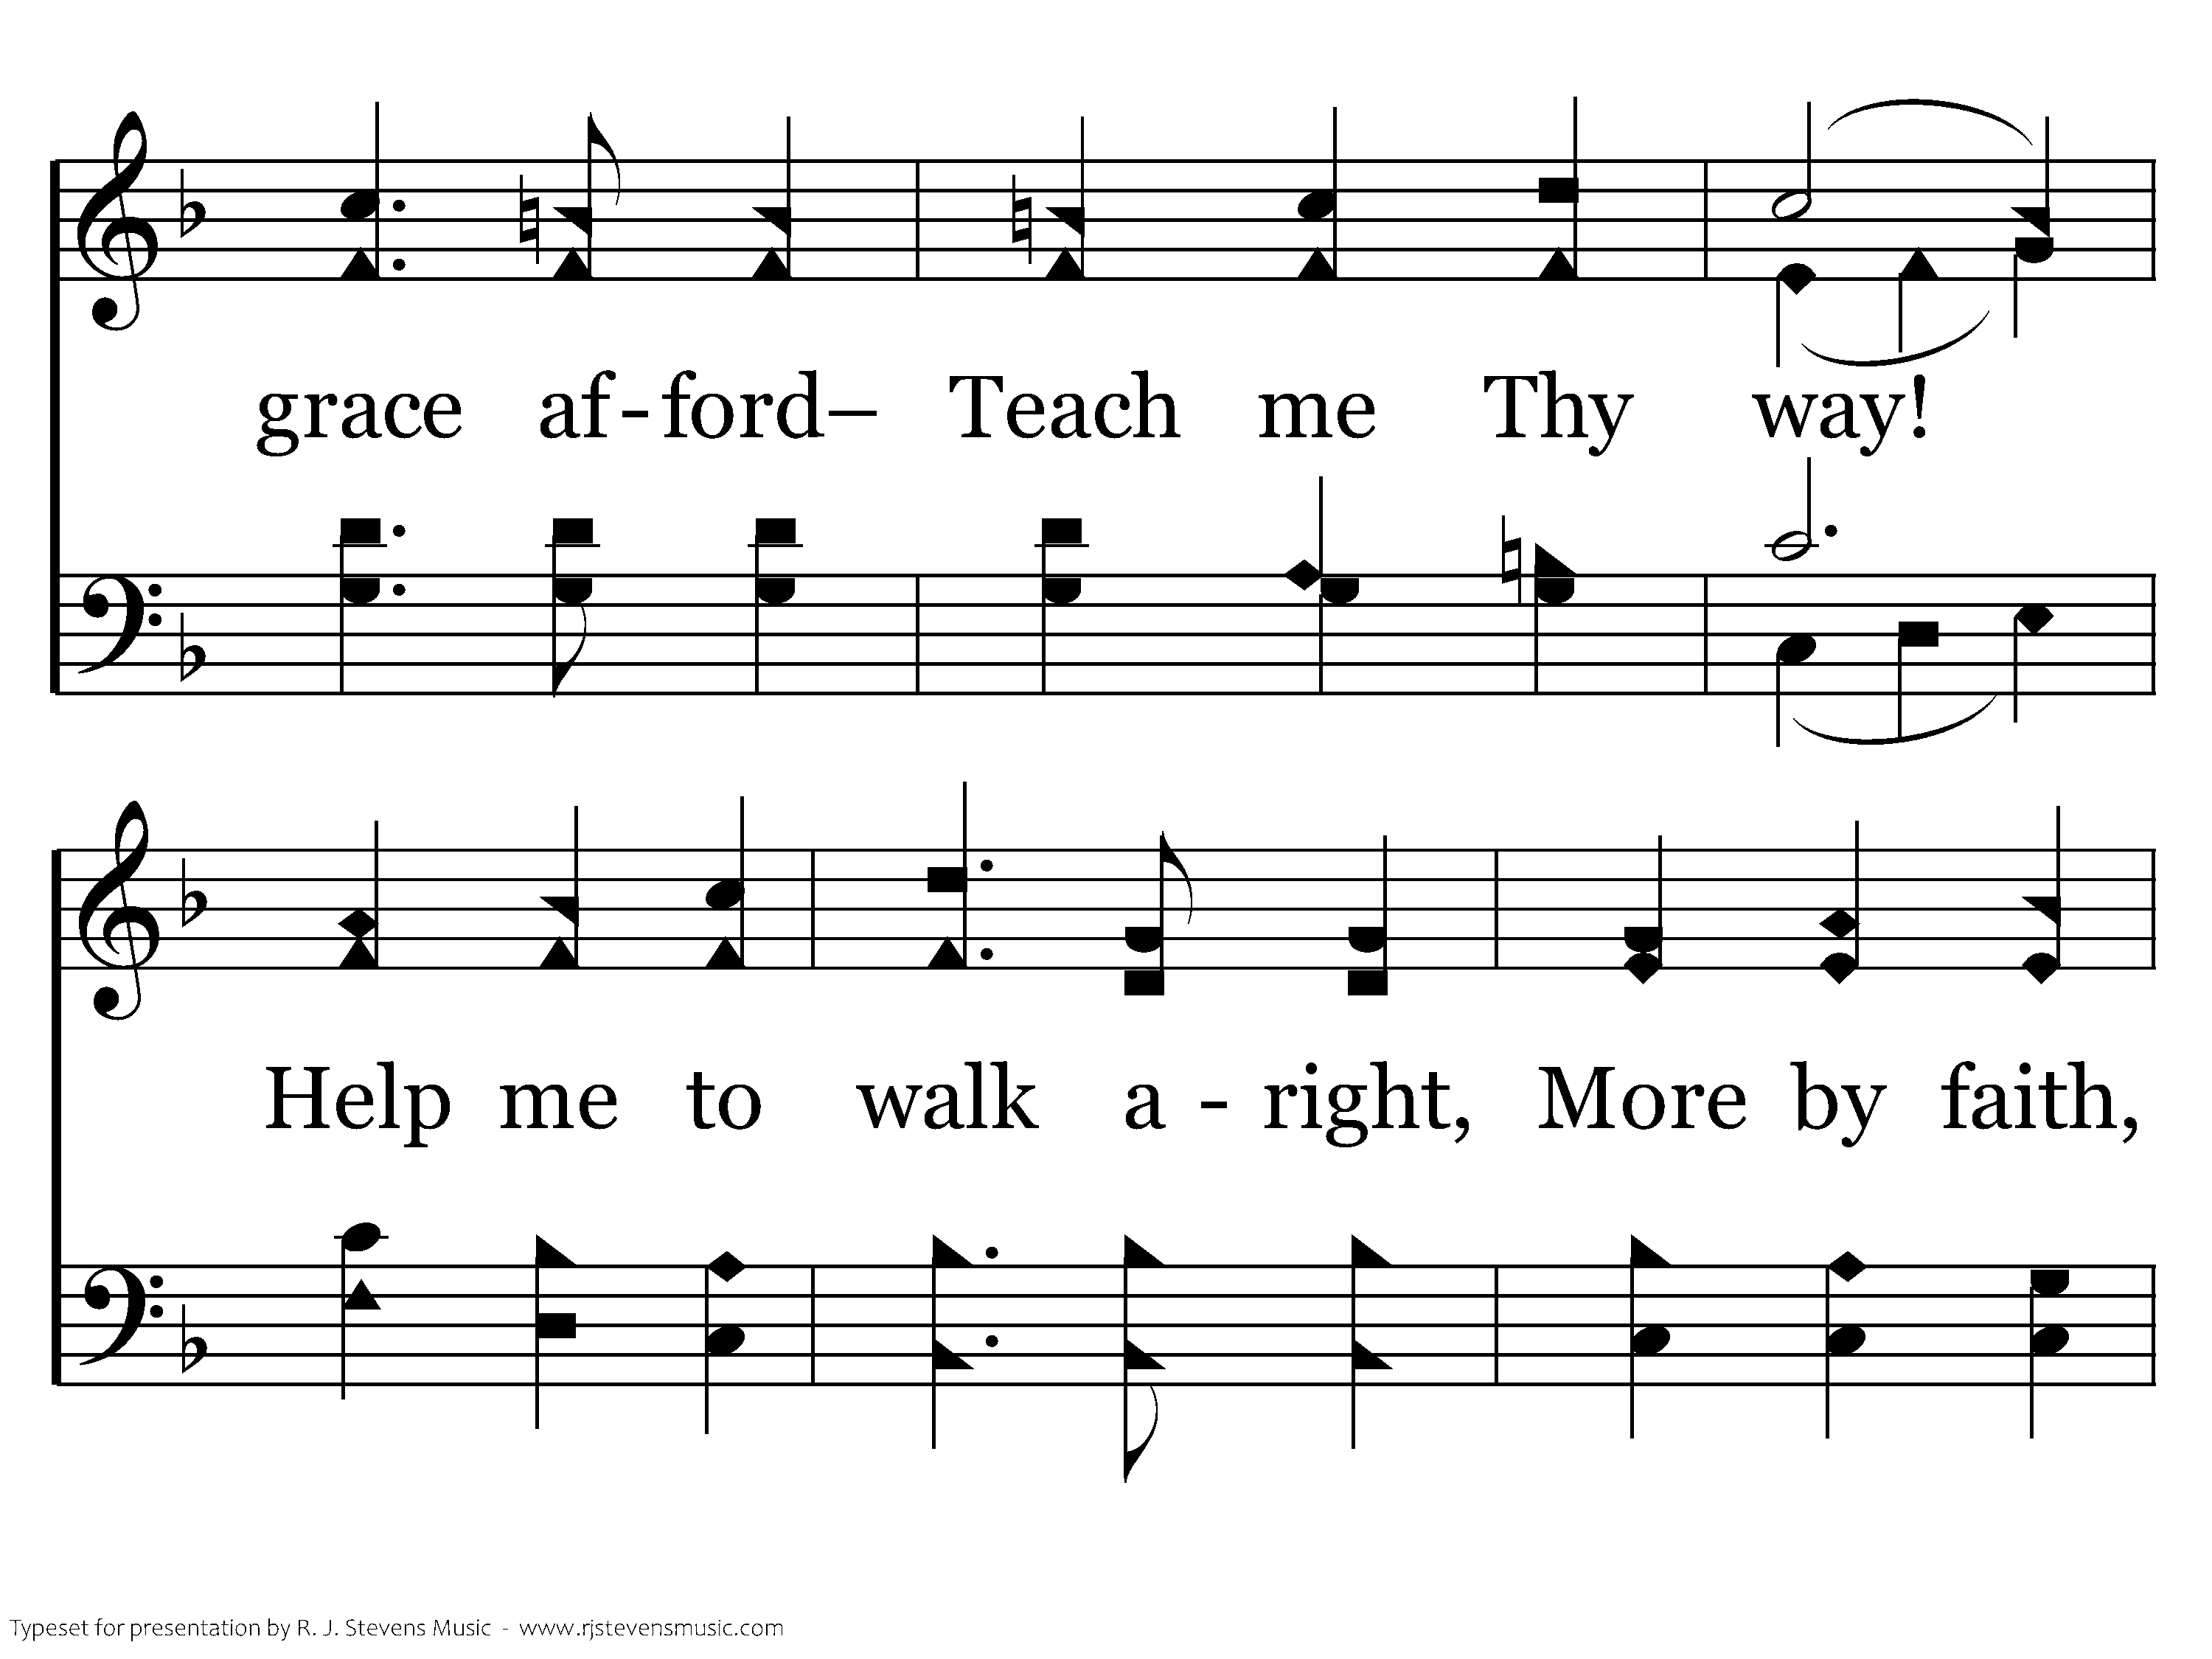 grace af-ford– Teach me Thy way!
Help me to walk a-right, More by faith,
Typeset for presentation by R. J. Stevens Music - www.rjstevensmusic.com